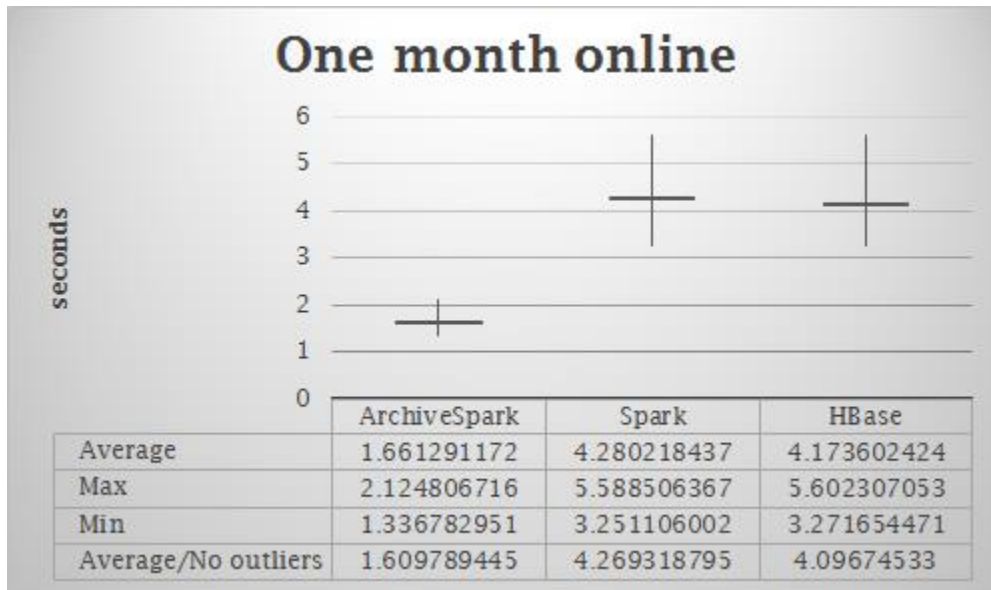 One month online
6
5
4
3
2
1
0
seconds
ArchiveSpark Spark HBase
Average 1.661291172 4.280218437 4.173602424
Max 2.124806716 5.588506367 5.602307053
Min 1.336782951 3.251106002 3.271654471
Average/No outliers 1.609789445 4.269318795 4.09674533